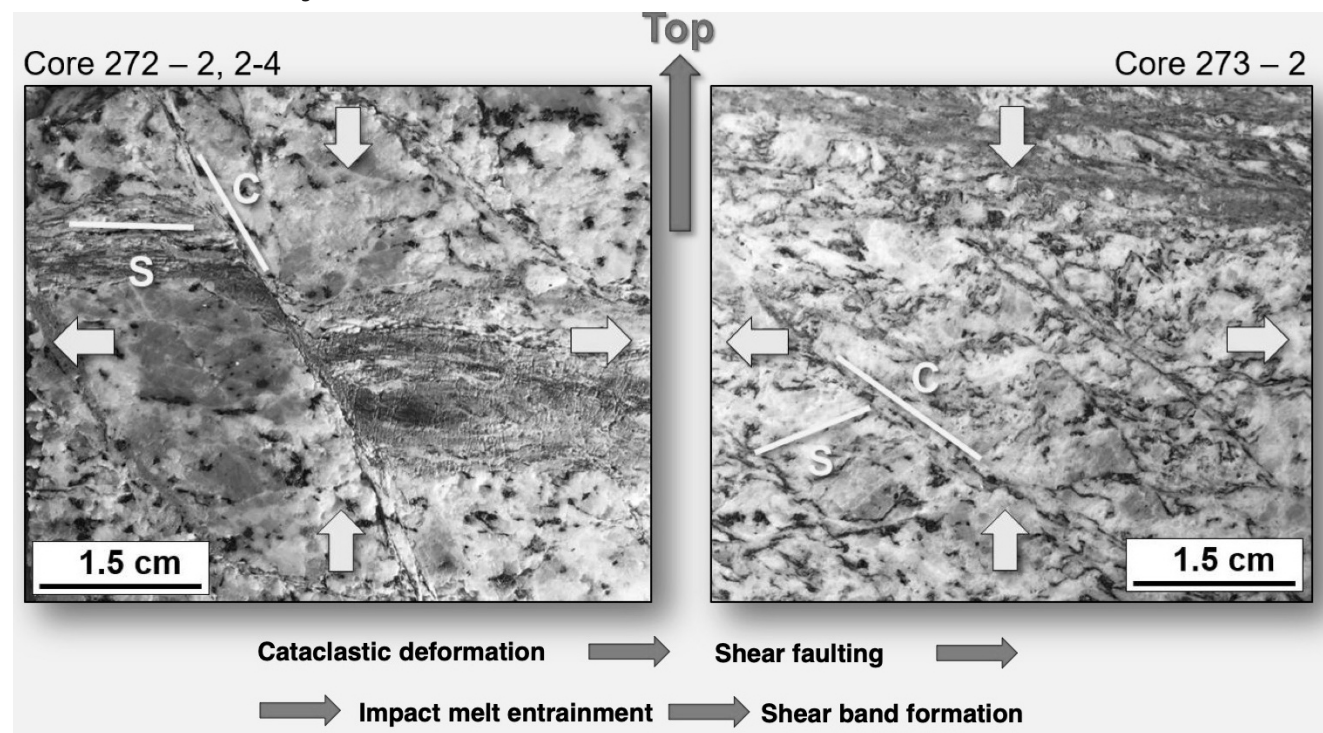 Top
Core 272 – 2, 2-4
Core 273 – 2
C
S
C
S
1.5 cm
1.5 cm
Cataclastic deformation
Shear faulting
Impact melt entrainment
Shear band formation